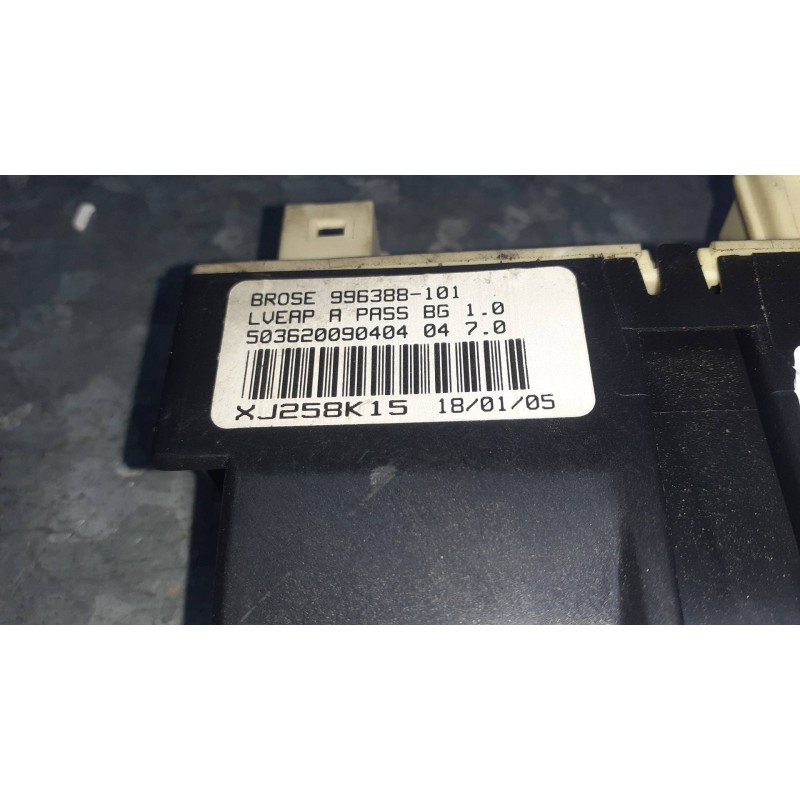 BROSE 996388-101
LVEAP A PASS BG 1.0
503620090404 04 7.0
XJ258K15 18/01/05